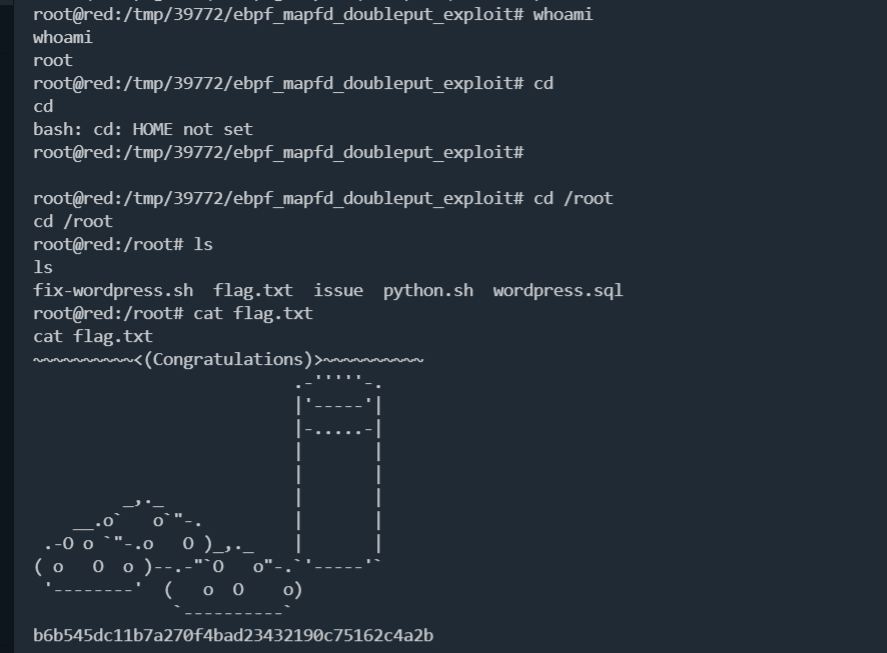 root@red:/tmp/39772/ebpf_mapfd_doubleput_exploit# whoami
whoami
root
root@red:/tmp/39772/ebpf_mapfd_doubleput_exploit# cd
cd
bash: cd: HOME not set
root@red:/tmp/39772/ebpf_mapfd_doubleput_exploit#
root@red:/tmp/39772/ebpf_mapfd_doubleput_exploit# cd /root
cd /root
root@red:/root# ls
ls
fix-wordpress.sh  flag.txt  issue  python.sh  wordpress.sql
root@red:/root# cat flag.txt
cat flag.txt
~~~~~~~~~~<(Congratulations)>~~~~~~~~~~
                          .-'''''-.
                          |'-----'|
                          |-.....-|
                          |       |
                          |       |
         _,._             |       |
    __.o`   o`"-.         |       |
 .-O o `"-.o   O )_,._    |       |
( o   O  o )--.-"`O   o"-.`'-----'`
 '--------'  (   o  O    o)
              `----------`
b6b545dc11b7a270f4bad23432190c75162c4a2b